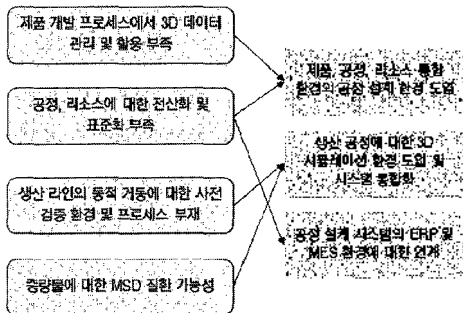 제품 개발 프로세스에서 3D 데이터
관리 및 활용 부족
공정, 리소스에 대한 전산화 및
표준화 부족
생산 라인의 동적 거동에 대한 사전
검증 환경 및 프로세스 부재
중량물에 대한 MSD 질환 가능성
제품, 공정, 리소스 통합
환경의 공정 설계 환경 도입
생산 공정에 대한 3D
시뮬레이션 환경 도입 및
시스템 통합화
공정 설계 시스템의 ERP 및
MES 환경에 대한 연계